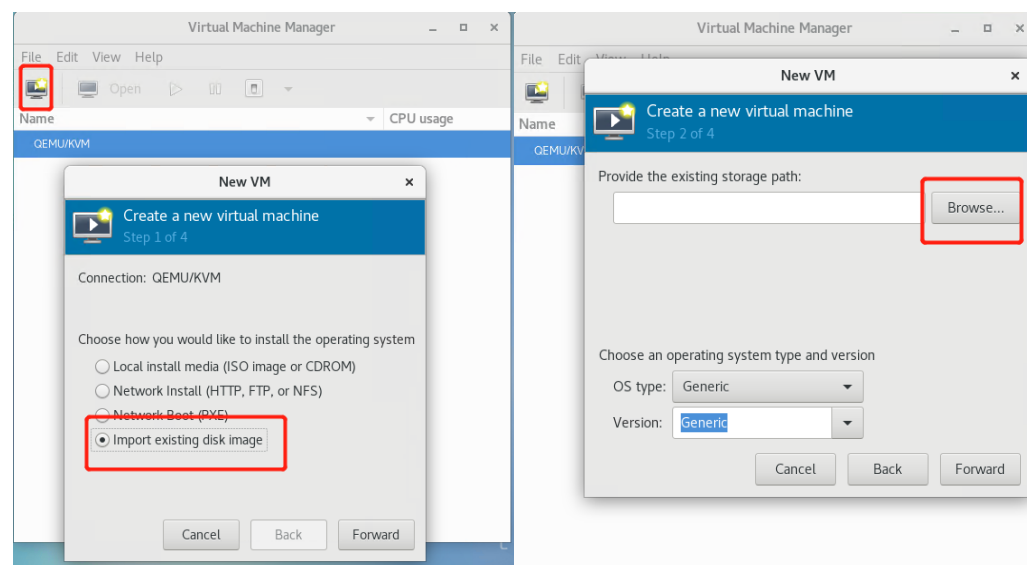 Virtual Machine Manager
File Edit View Help
Open
Name CPU usage
QEMU/KVM
New VM
Create a new virtual machine
Step 1 of 4
Connection: QEMU/KVM
Choose how you would like to install the operating system
Local install media (ISO image or CDROM)
Network Install (HTTP, FTP, or NFS)
Network Boot (PXE)
Import existing disk image
Cancel Back Forward
Virtual Machine Manager
File Edit View Help
Name
QEMU/KV
New VM
Create a new virtual machine
Step 2 of 4
Provide the existing storage path:
Browse...
Choose an operating system type and version
OS type: Generic
Version: Generic
Cancel Back Forward